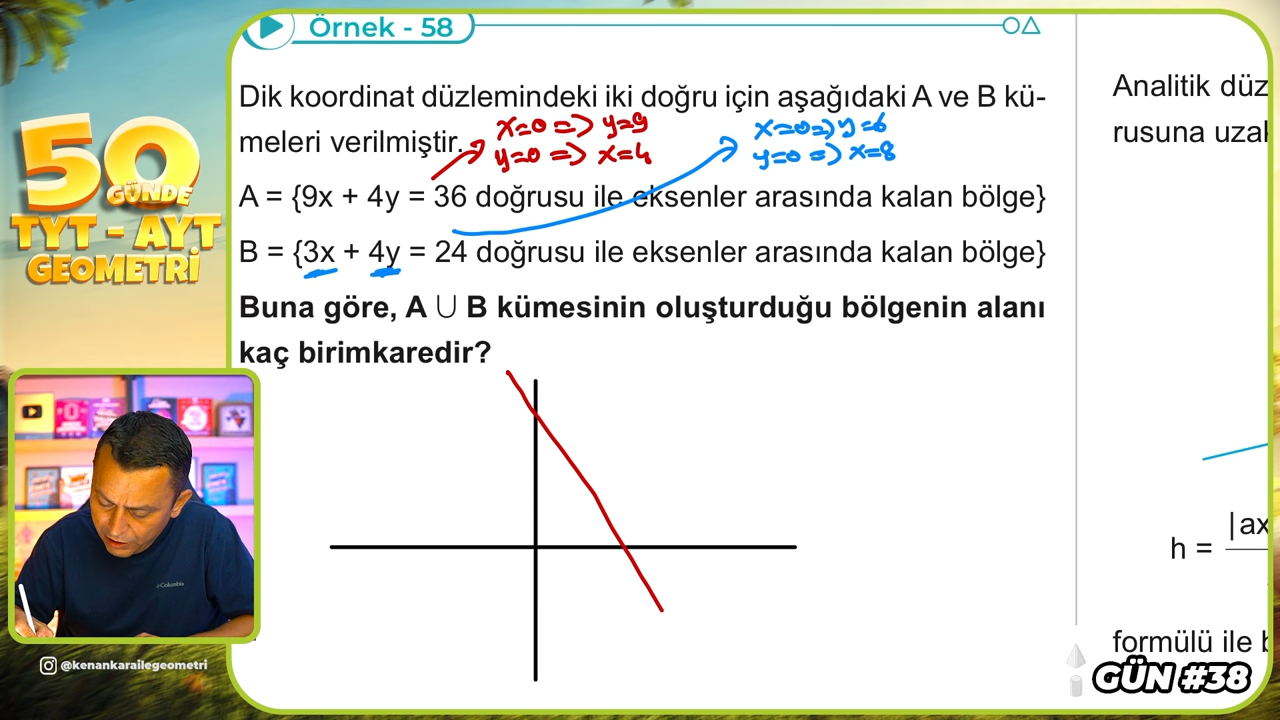 Örnek - 58
Dik koordinat düzlemindeki iki doğru için aşağıdaki A ve B kü-
meleri verilmiştir.
x=0 => y=9
y=0 => x=4
x=0 => y=6
y=0 => x=8
A = {9x + 4y = 36 doğrusu ile eksenler arasında kalan bölge}
B = {3x + 4y = 24 doğrusu ile eksenler arasında kalan bölge}
Buna göre, A ∪ B kümesinin oluşturduğu bölgenin alanı
kaç birimkaredir?
Analitik düz
rusuna uzak
h = |ax
formülü ile b
50
GÜNDE
TYT - AYT
GEOMETRİ
Columbia
@kenankarailegeometri
GÜN #38